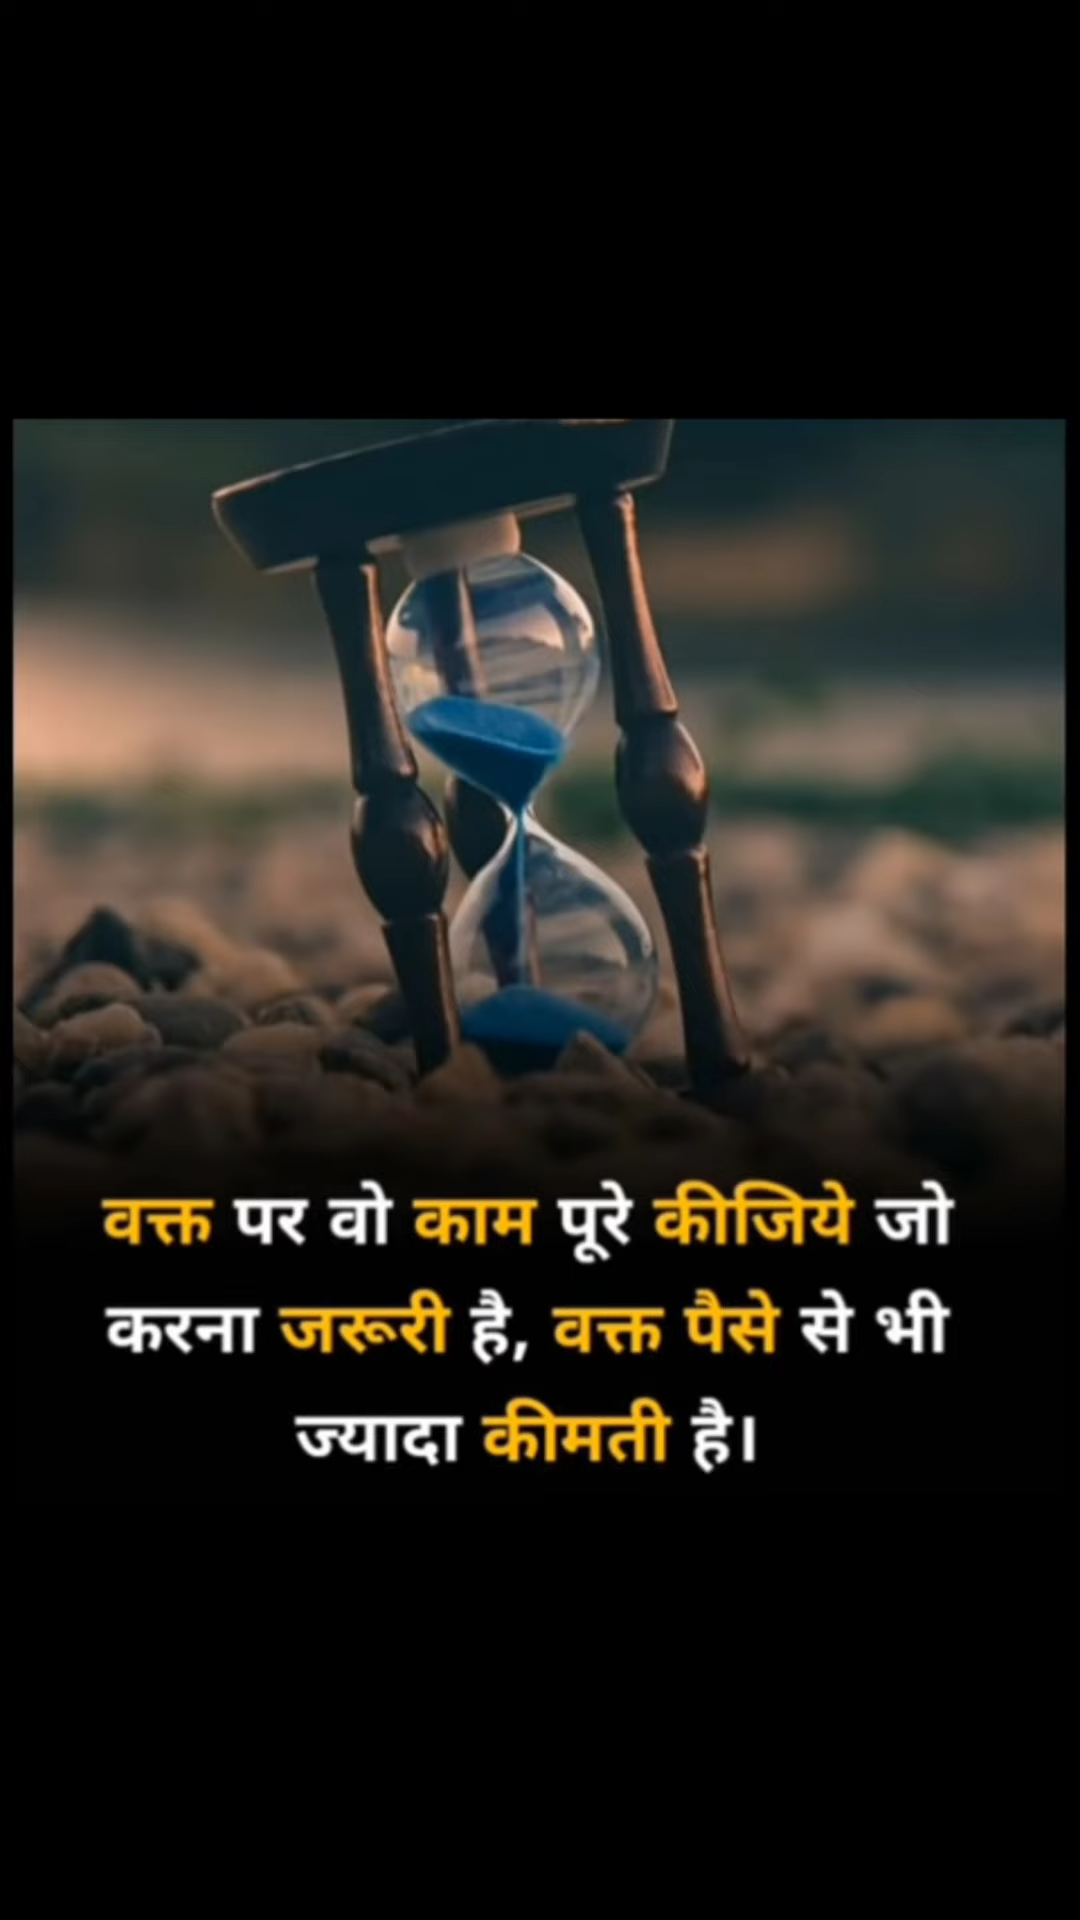 वक्त पर वो काम पूरे कीजिये जो
करना जरूरी है, वक्त पैसे से भी
ज्यादा कीमती है।